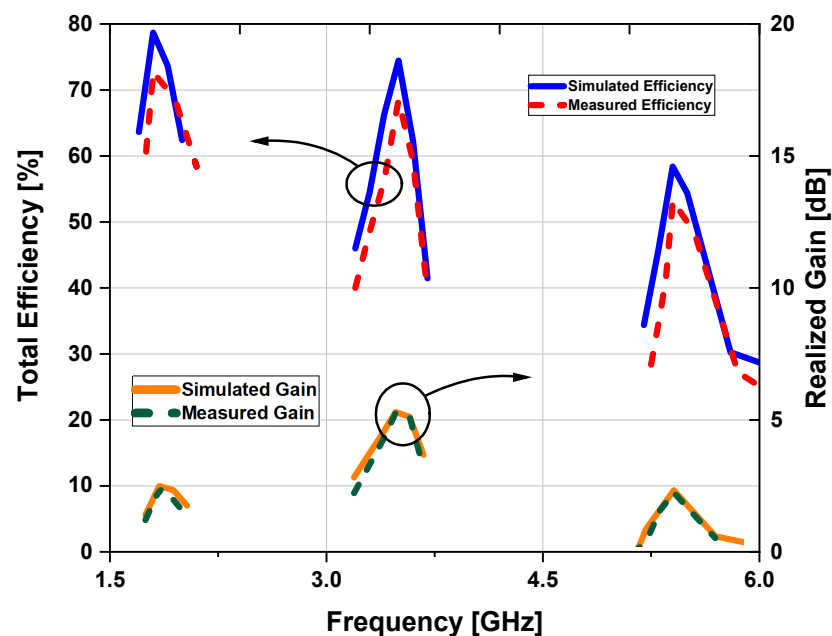 80
70
60
50
40
30
20
10
0
Total Efficiency [%]
20
15
10
5
0
Realized Gain [dB]
Simulated Efficiency
Measured Efficiency
Simulated Gain
Measured Gain
1.5 3.0 4.5 6.0
Frequency [GHz]